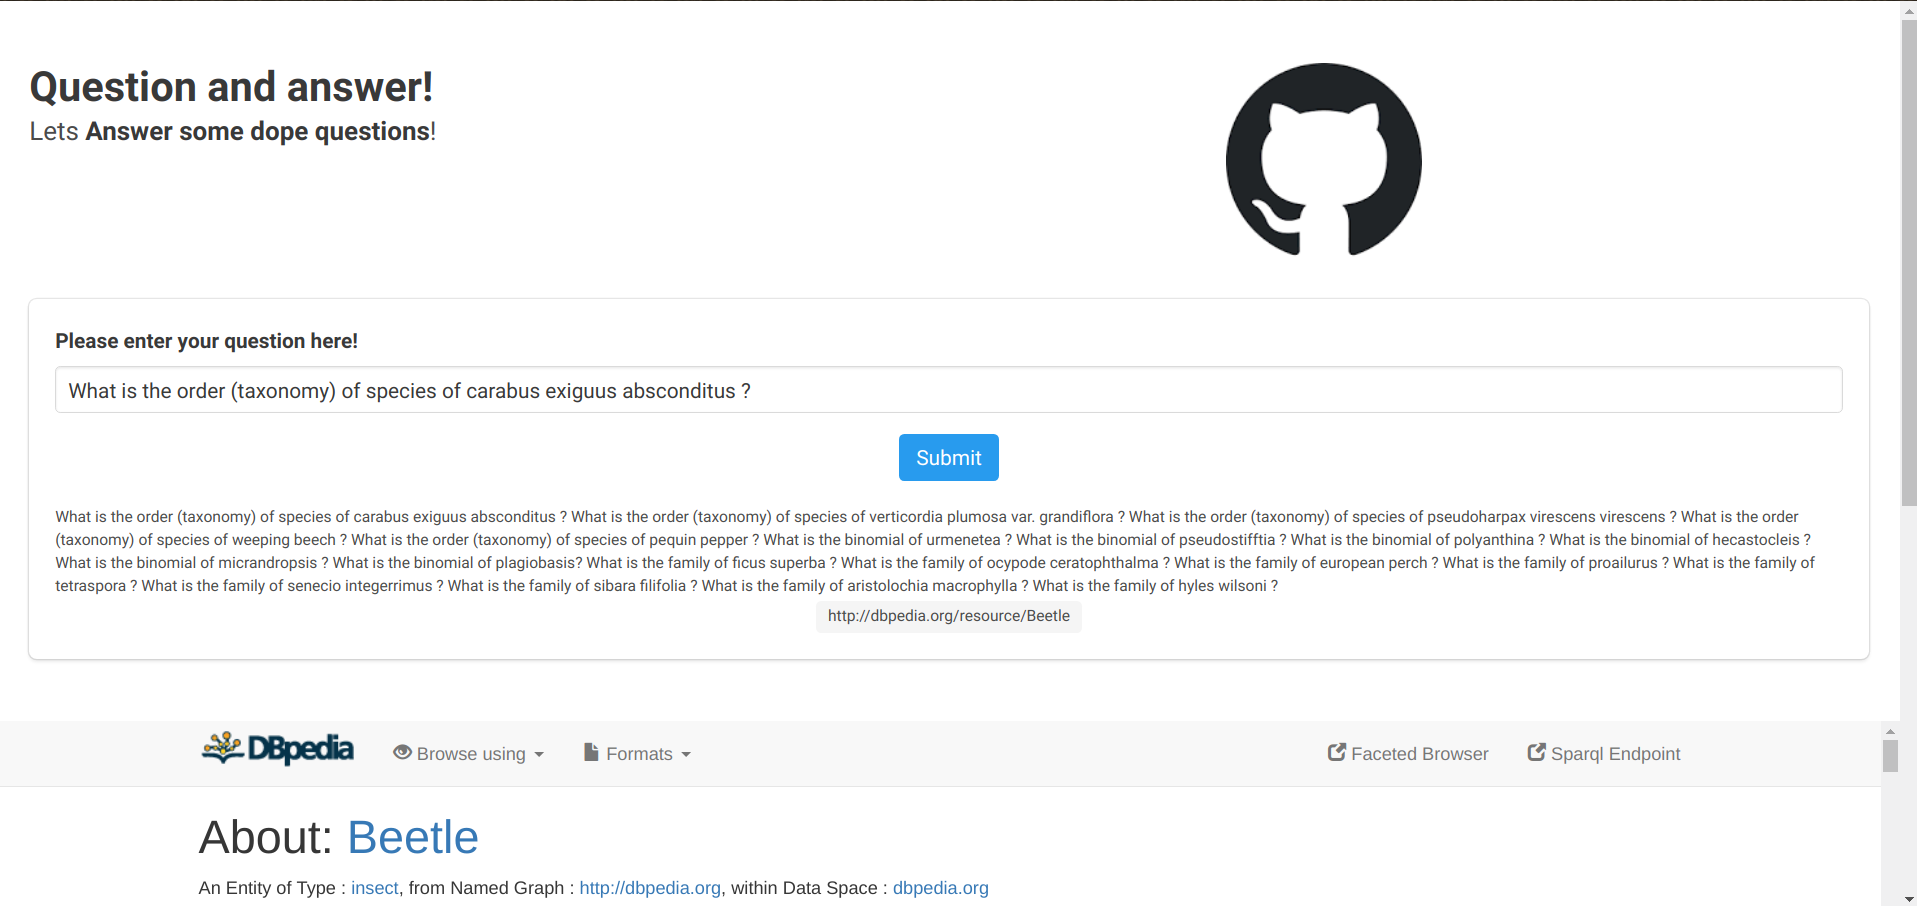 Question and answer!
Lets Answer some dope questions!
Please enter your question here!
What is the order (taxonomy) of species of carabus exiguus absconditus ?
Submit
What is the order (taxonomy) of species of carabus exiguus absconditus ? What is the order (taxonomy) of species of verticordia plumosa var. grandiflora ? What is the order (taxonomy) of species of pseudoharpax virescens virescens ? What is the order
(taxonomy) of species of weeping beech ? What is the order (taxonomy) of species of pequin pepper ? What is the binomial of urmenetea ? What is the binomial of pseudostifftia ? What is the binomial of polyanthina ? What is the binomial of hecastocleis ?
What is the binomial of micrandropsis ? What is the binomial of plagiobasis? What is the family of ficus superba ? What is the family of ocypode ceratophthalma ? What is the family of european perch ? What is the family of proailurus ? What is the family of
tetraspora ? What is the family of senecio integerrimus ? What is the family of sibara filifolia ? What is the family of aristolochia macrophylla ? What is the family of hyles wilsoni ?
http://dbpedia.org/resource/Beetle
DBpedia Browse using Formats Faceted Browser Sparql Endpoint
About: Beetle
An Entity of Type : insect, from Named Graph : http://dbpedia.org, within Data Space : dbpedia.org